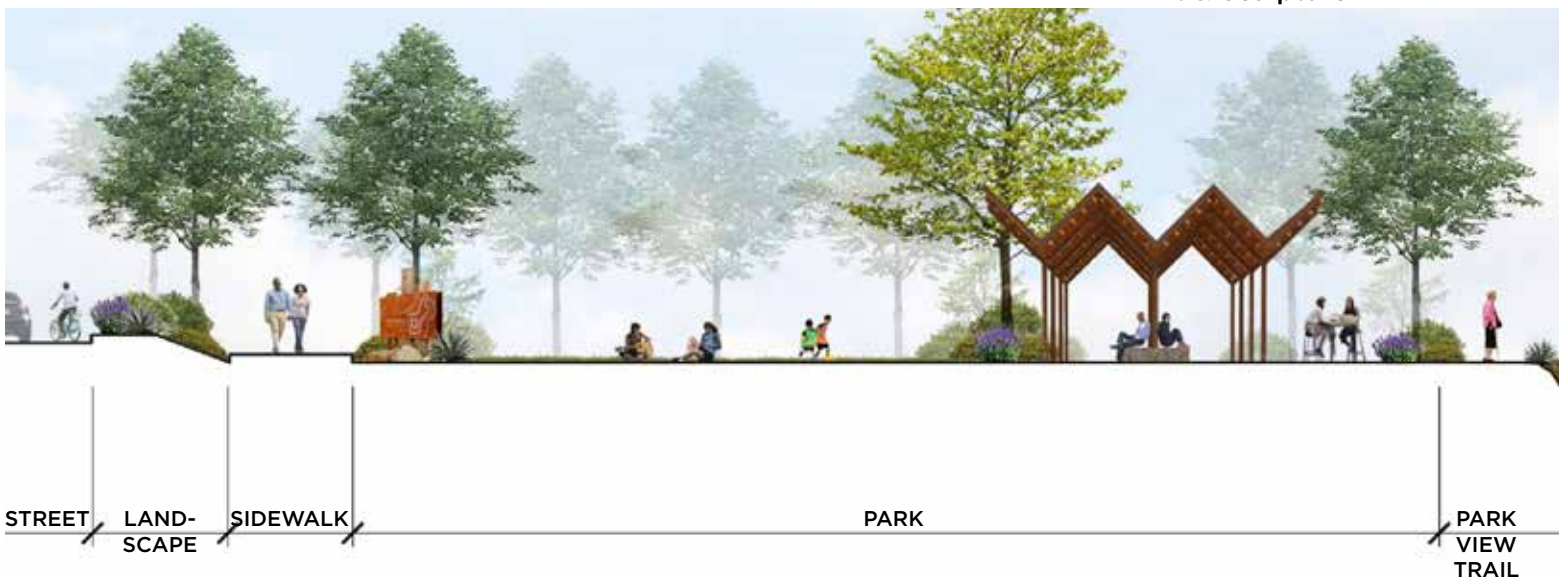 STREET
LAND-
SCAPE
SIDEWALK
PARK
PARK
VIEW
TRAIL